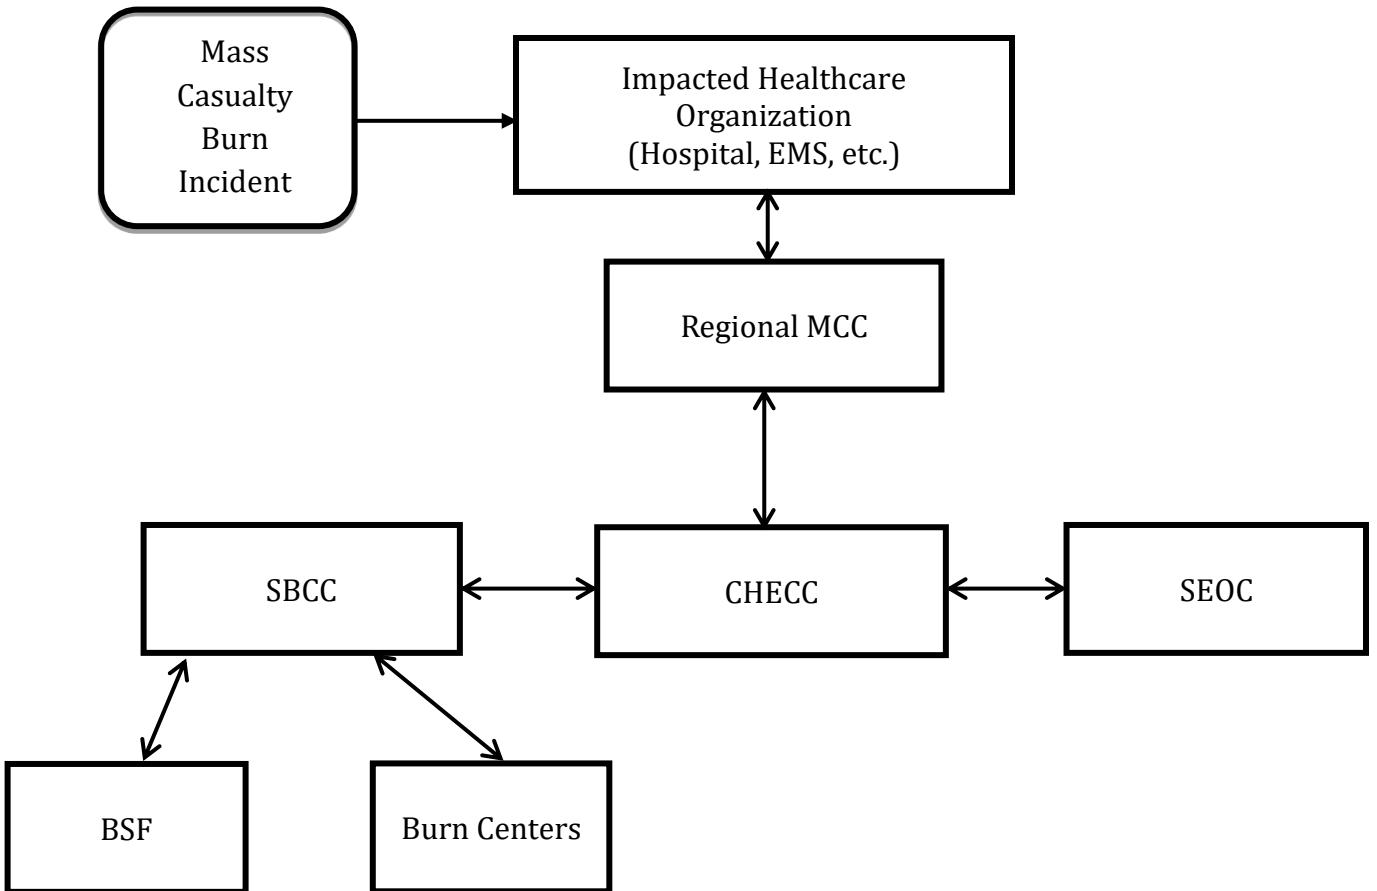 Mass
Casualty
Burn
Incident
Impacted Healthcare
Organization
(Hospital, EMS, etc.)
Regional MCC
SBCC
CHECC
SEOC
BSF
Burn Centers